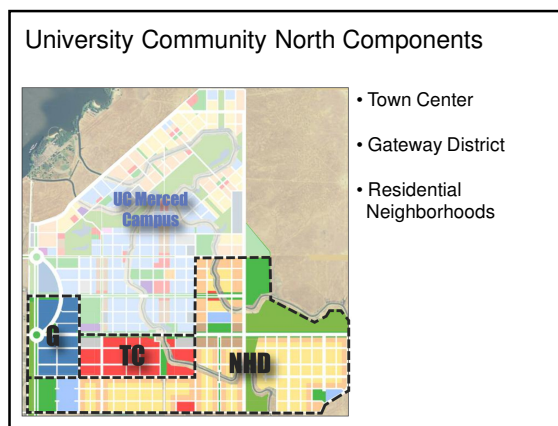 University Community North Components
• Town Center
• Gateway District
• Residential
Neighborhoods
UC Merced
Campus
G
TC
NHD